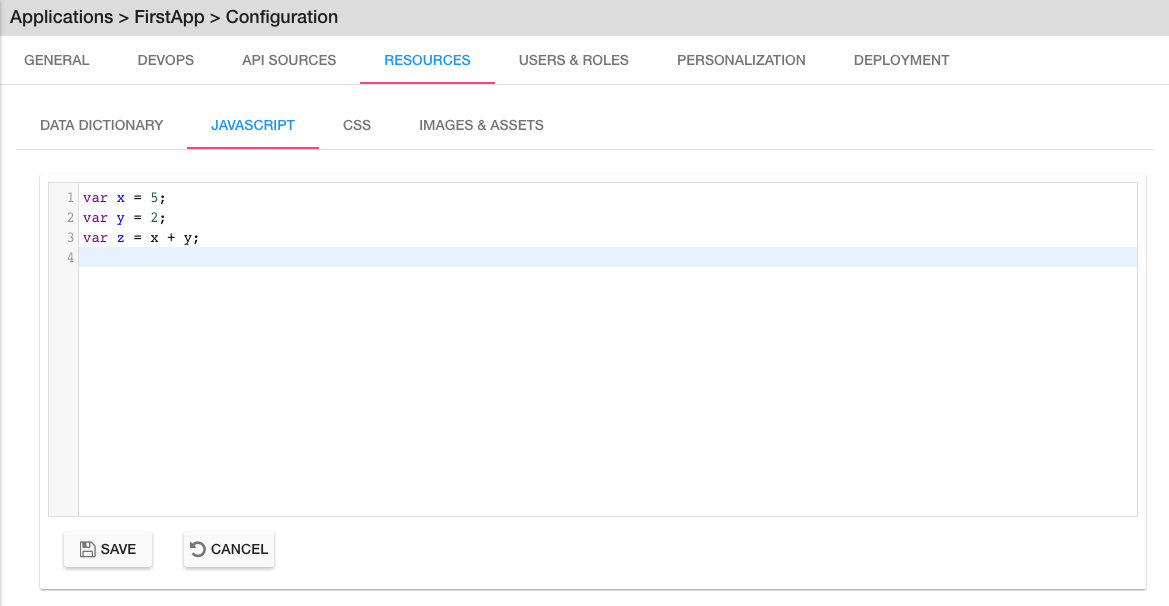 Applications > FirstApp > Configuration
GENERAL DEVOPS API SOURCES RESOURCES USERS & ROLES PERSONALIZATION DEPLOYMENT
DATA DICTIONARY JAVASCRIPT CSS IMAGES & ASSETS
1 var x = 5;
2 var y = 2;
3 var z = x + y;
4
SAVE CANCEL